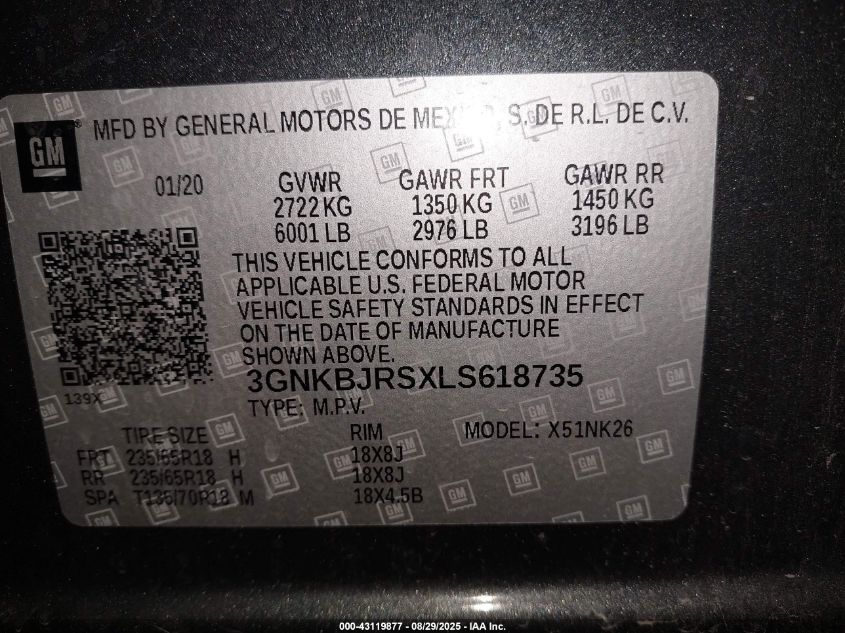 GM
MFD BY GENERAL MOTORS DE MEXICO, S. DE R.L. DE C.V.
01/20 GVWR GAWR FRT GAWR RR
2722 KG 1350 KG 1450 KG
6001 LB 2976 LB 3196 LB
THIS VEHICLE CONFORMS TO ALL
APPLICABLE U.S. FEDERAL MOTOR
VEHICLE SAFETY STANDARDS IN EFFECT
ON THE DATE OF MANUFACTURE
SHOWN ABOVE.
3GNKBJRSXLS618735
139X
TYPE: M.P.V.
TIRE SIZE RIM MODEL: X51NK26
FRT 235/65R18 H 18X8J
RR 235/65R18 H 18X8J
SPA T135/70R18 M 18X4.5B
000-43119877 - 08/29/2025 - IAA Inc.